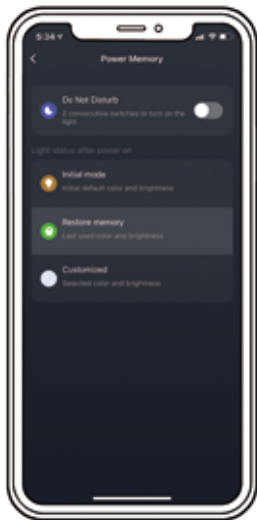 5:34
Power Memory
Do Not Disturb
2 consecutive switches to turn on the
light
Light status after power on
Initial mode
Initial default color and brightness
Restore memory
Last used color and brightness
Customized
Selected color and brightness